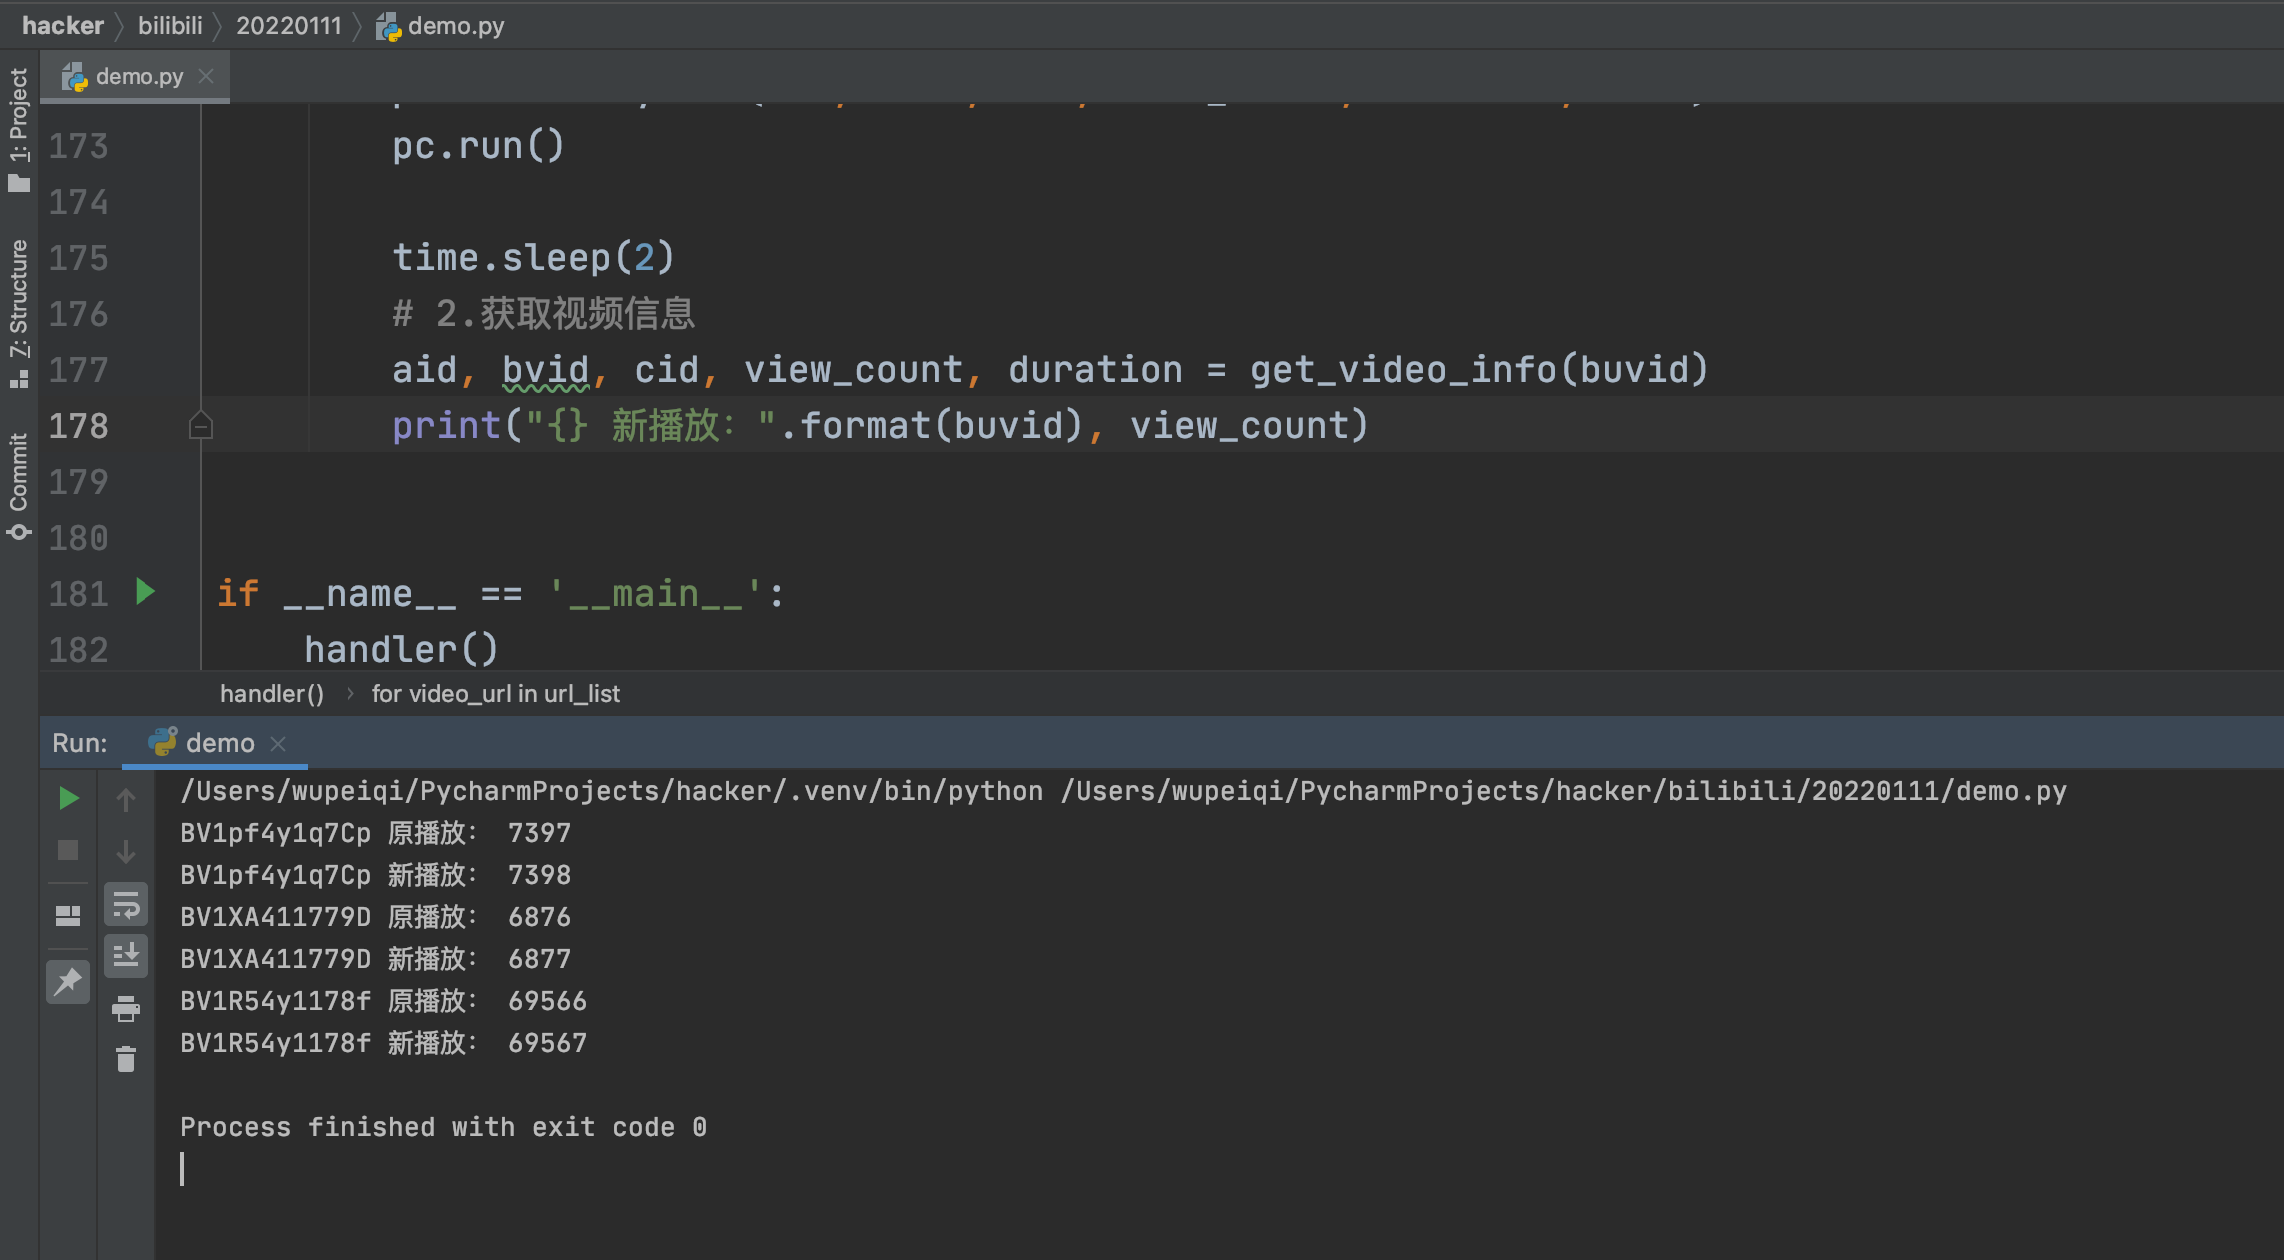 hacker bilibili 20220111 demo.py
demo.py
1: Project
Z: Structure
Commit
173 pc.run()
174
175 time.sleep(2)
176 # 2.获取视频信息
177 aid, bvid, cid, view_count, duration = get_video_info(buvid)
178 print("{} 新播放：".format(buvid), view_count)
179
180
181 if __name__ == '__main__':
182 handler()
handler() › for video_url in url_list
Run: demo
/Users/wupeiqi/PycharmProjects/hacker/.venv/bin/python /Users/wupeiqi/PycharmProjects/hacker/bilibili/20220111/demo.py
BV1pf4y1q7Cp 原播放： 7397
BV1pf4y1q7Cp 新播放： 7398
BV1XA411779D 原播放： 6876
BV1XA411779D 新播放： 6877
BV1R54y1178f 原播放： 69566
BV1R54y1178f 新播放： 69567
Process finished with exit code 0